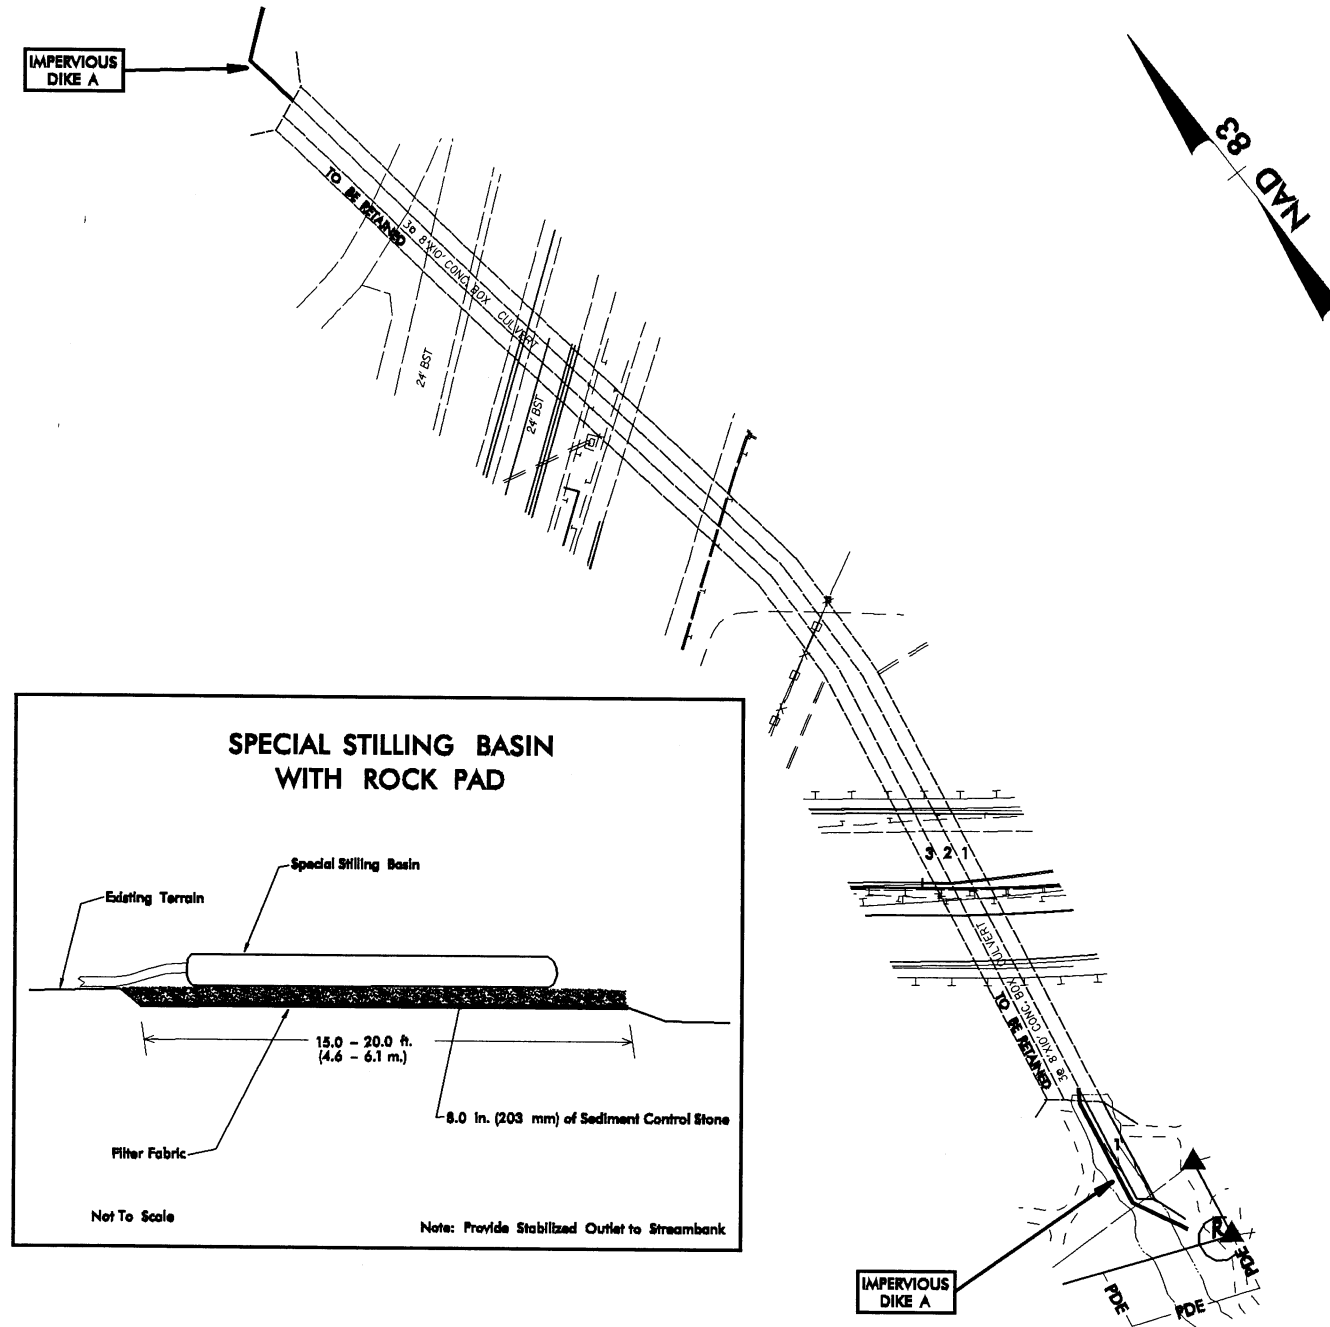 IMPERVIOUS
DIKE A
NAD 83
TO BE RETAINED
3@ 8'X10' CONC. BOX CULVERT
24' BST
24' BST
SPECIAL STILLING BASIN
WITH ROCK PAD
Special Stilling Basin
Existing Terrain
15.0 - 20.0 ft.
(4.6 - 6.1 m.)
8.0 in. (203 mm) of Sediment Control Stone
Filter Fabric
Not To Scale
Note: Provide Stabilized Outlet to Streambank
3 2 1
3@ 8'X10' CONC. BOX CULVERT
TO BE RETAINED
1'
IMPERVIOUS
DIKE A
PDE
PDE
PDE